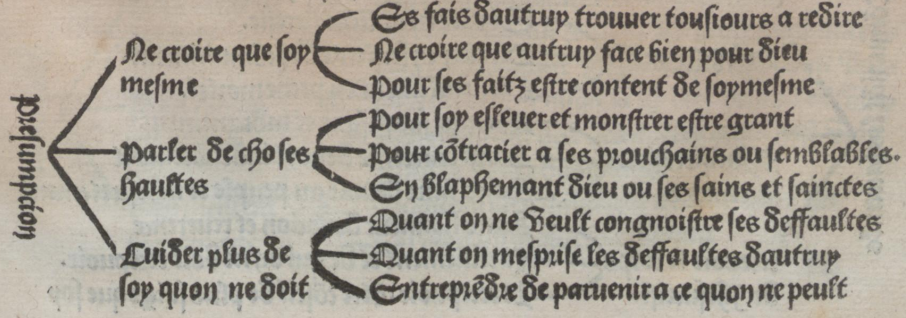 Presumpcion
Ne croire que soy
mesme
Es fais dautruy trouuer tousiours a redire
Ne croire que autruy face bien pour dieu
Pour ses faitz estre content de soymesme
Parler de choses
haultes
Pour soy esleuer et monstrer estre grant
Pour cõtrarier a ses prouchains ou semblables.
En blaphemant dieu ou ses sains et sainctes
Cuider plus de
soy quon ne doit
Quant on ne veult congnoistre ses deffaultes
Quant on mesprise les deffaultes dautruy
Entreprẽdre de paruenir a ce quon ne peult